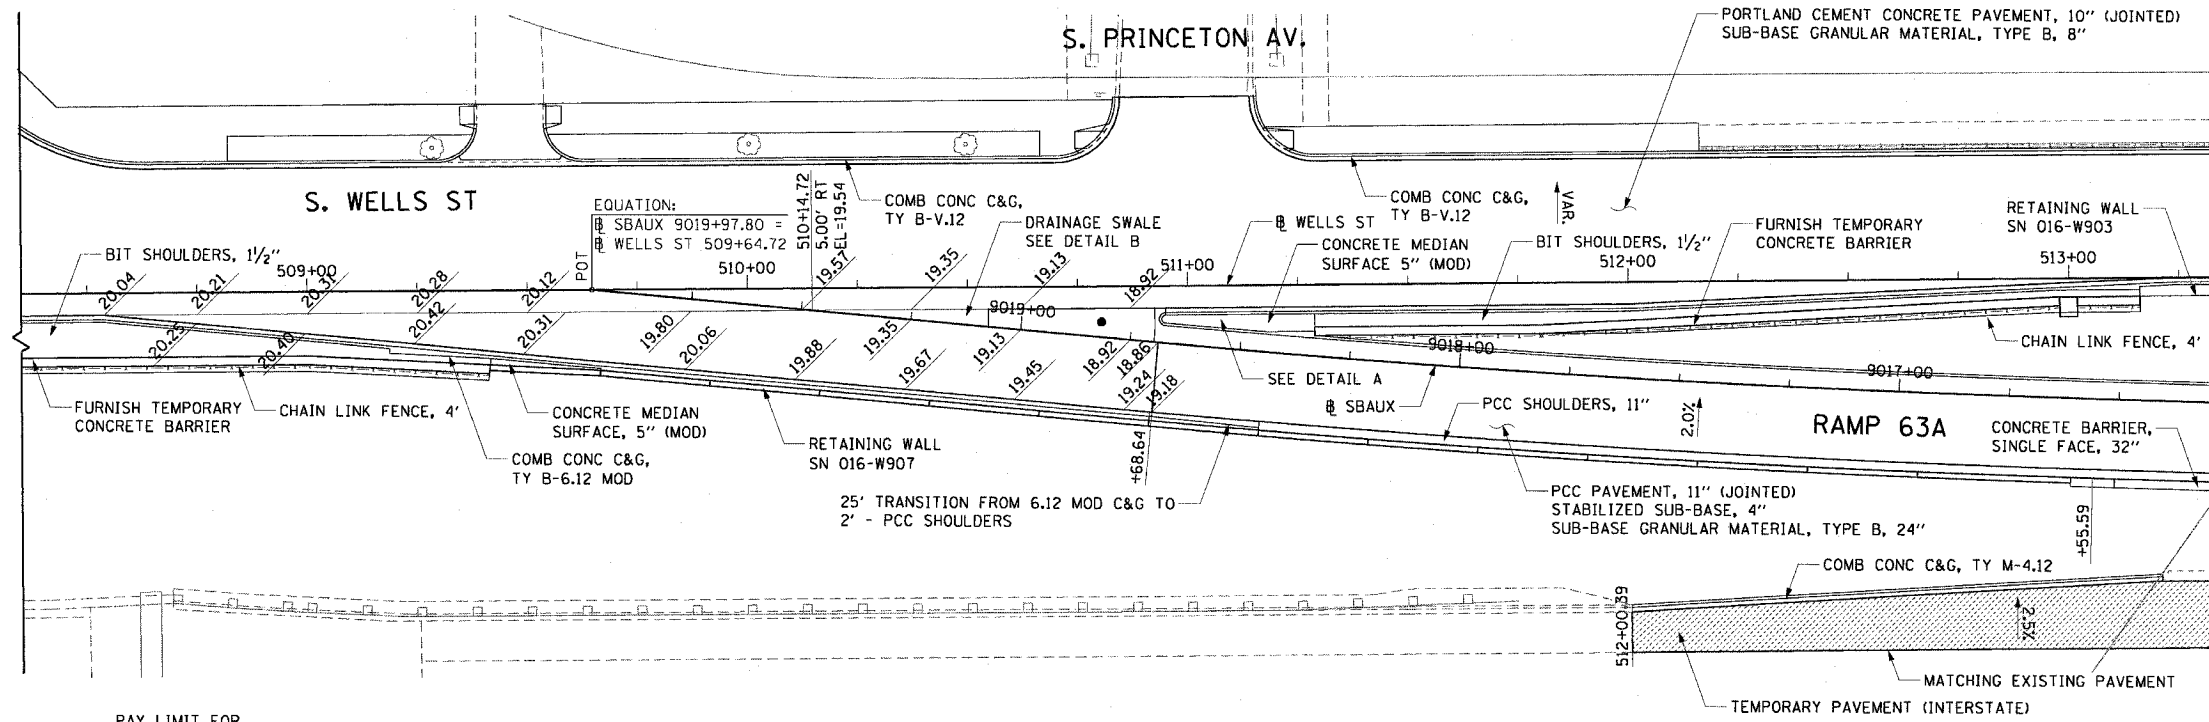 PORTLAND CEMENT CONCRETE PAVEMENT, 10" (JOINTED)
SUB-BASE GRANULAR MATERIAL, TYPE B, 8"
S. PRINCETON AV.
S. WELLS ST
EQUATION:
℄ SBAUX 9019+97.80 =
℄ WELLS ST 509+64.72
POT
510+14.72
5.00' RT
EL=19.54
COMB CONC C&G,
TY B-V.12
DRAINAGE SWALE
SEE DETAIL B
℄ WELLS ST
COMB CONC C&G,
TY B-V.12
VAR.
CONCRETE MEDIAN
SURFACE 5" (MOD)
BIT SHOULDERS, 1½"
FURNISH TEMPORARY
CONCRETE BARRIER
RETAINING WALL
SN 016-W903
BIT SHOULDERS, 1½"
509+00
510+00
511+00
512+00
513+00
20.04
20.21
20.31
20.28
20.12
19.57
19.35
19.13
18.92
9019+00
20.25
20.40
20.42
20.31
19.80
20.06
19.88
19.35
19.67
19.13
19.45
18.92
18.86
19.24
19.18
9018+00
9017+00
CHAIN LINK FENCE, 4'
SEE DETAIL A
℄ SBAUX
PCC SHOULDERS, 11"
2.0%
RAMP 63A
CONCRETE BARRIER,
SINGLE FACE, 32"
FURNISH TEMPORARY
CONCRETE BARRIER
CHAIN LINK FENCE, 4'
CONCRETE MEDIAN
SURFACE, 5" (MOD)
COMB CONC C&G,
TY B-6.12 MOD
RETAINING WALL
SN 016-W907
+68.64
25' TRANSITION FROM 6.12 MOD C&G TO
2' - PCC SHOULDERS
PCC PAVEMENT, 11" (JOINTED)
STABILIZED SUB-BASE, 4"
SUB-BASE GRANULAR MATERIAL, TYPE B, 24"
+55.59
COMB CONC C&G, TY M-4.12
512+00.39
2.5%
MATCHING EXISTING PAVEMENT
TEMPORARY PAVEMENT (INTERSTATE)
PAY LIMIT FOR